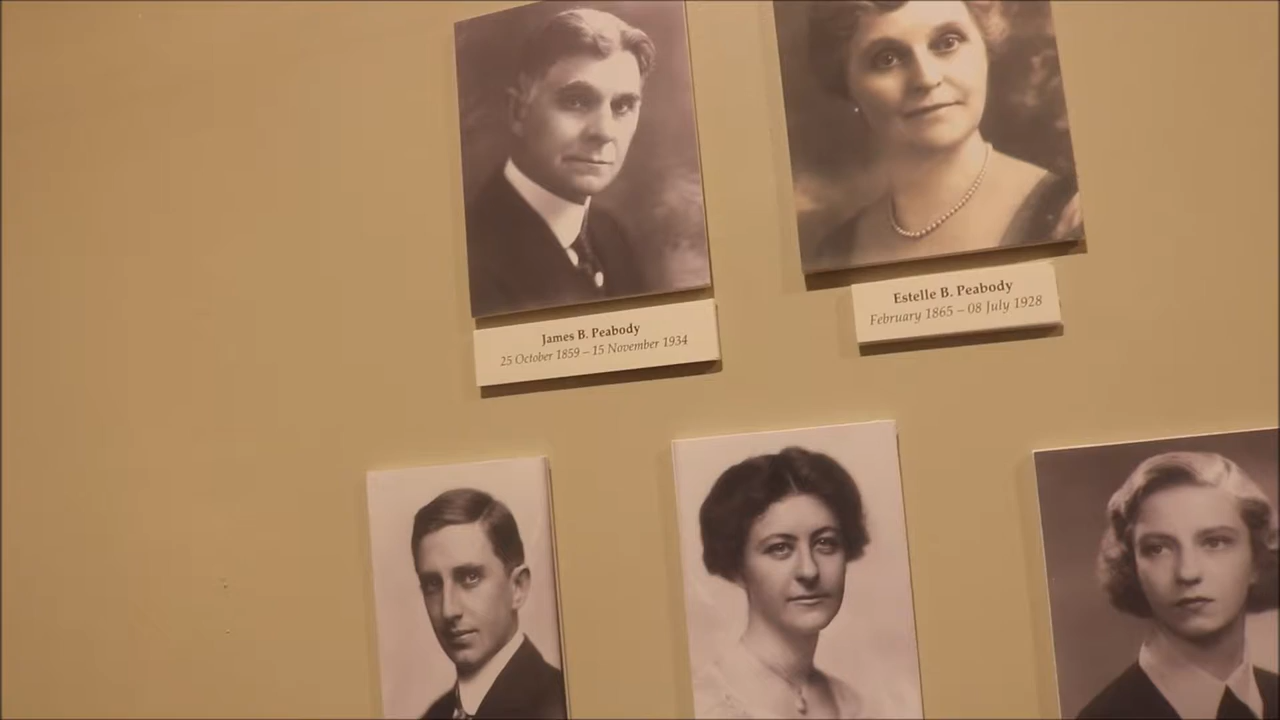 James B. Peabody
25 October 1859 – 15 November 1934
Estelle B. Peabody
February 1865 – 08 July 1928